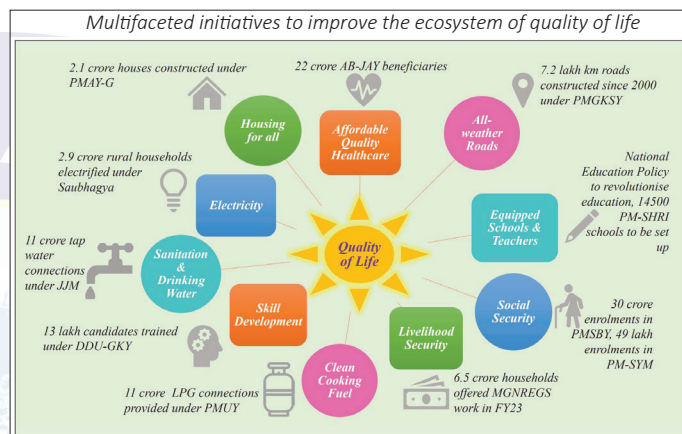 Multifaceted initiatives to improve the ecosystem of quality of life
2.1 crore houses constructed under
PMAY-G
22 crore AB-JAY beneficiaries
7.2 lakh km roads
constructed since 2000
under PMGKSY
Housing
for all
Affordable
Quality
Healthcare
All-
weather
Roads
2.9 crore rural households
electrified under
Saubhagya
Electricity
National
Education Policy
to revolutionise
education, 14500
PM-SHRI
schools to be set
up
Equipped
Schools &
Teachers
Quality
of Life
11 crore tap
water
connections
under JJM
Sanitation
&
Drinking
Water
Social
Security
30 crore
enrolments in
PMSBY, 49 lakh
enrolments in
PM-SYM
Skill
Development
13 lakh candidates trained
under DDU-GKY
Livelihood
Security
Clean
Cooking
Fuel
11 crore LPG connections
provided under PMUY
6.5 crore households
offered MGNREGS
work in FY23